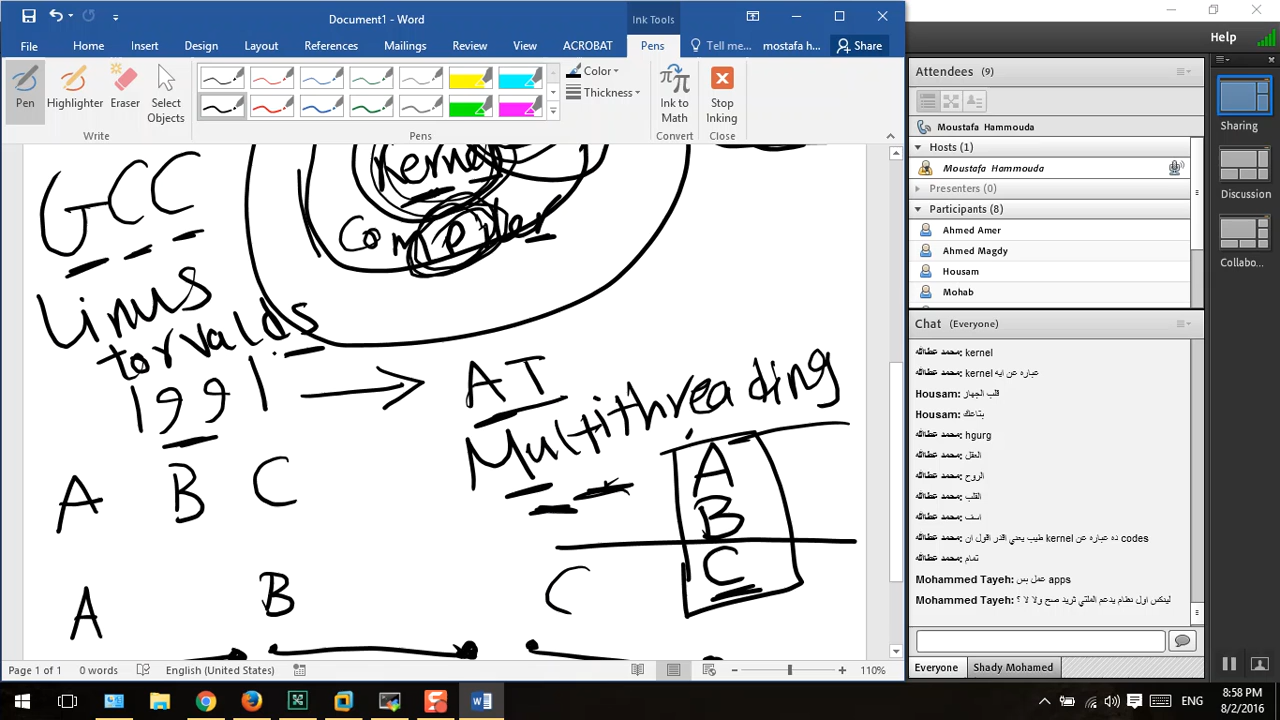 Document1 - Word
Ink Tools
File
Home
Insert
Design
Layout
References
Mailings
Review
View
ACROBAT
Pens
Tell me...
mostafa h...
Share
Help
Pen
Highlighter
Eraser
Select
Objects
Color
Thickness
Ink to
Math
Stop
Inking
Write
Pens
Convert
Close
Kernel
GCC
Compiler
Linus
torvalds
1991
AT
Multithreading
A B C
A
B
C
A B C
Page 1 of 1
0 words
English (United States)
110%
Attendees (9)
Moustafa Hammouda
Hosts (1)
Moustafa Hammouda
Presenters (0)
Participants (8)
Ahmed Amer
Ahmed Magdy
Housam
Mohab
Chat (Everyone)
محمد عطاالله: kernel
محمد عطاالله: kernel عباره عن ايه
Housam: قلب الجهاز
Housam: بتاعتك
محمد عطاالله: hgurg
محمد عطاالله: العقل
محمد عطاالله: الروح
محمد عطاالله: القلب
محمد عطاالله: اسف
محمد عطاالله: طيب يعني اقدر اقول ان kernel ده عباره عن codes
محمد عطاالله: تمام
Mohammed Tayeh: عمل بس apps
Mohammed Tayeh: لينكس اول نظام يدعم الملتي ثريد صح ولا لا ؟
Everyone
Shady Mohamed
Sharing
Discussion
Collabo...
ENG
8:58 PM
8/2/2016